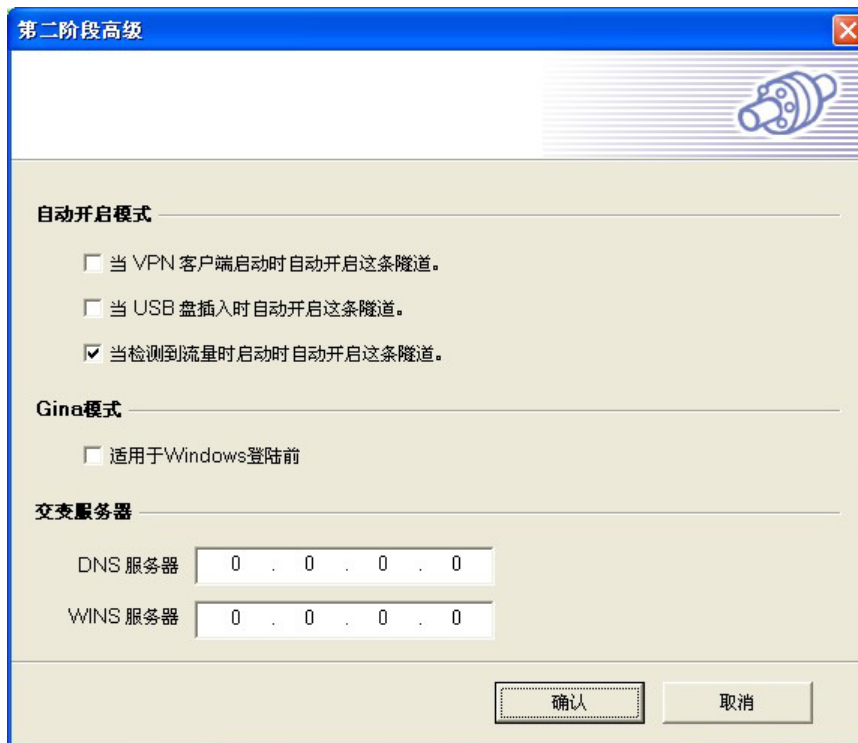 第二阶段高级
自动开启模式
当 VPN 客户端启动时自动开启这条隧道。
当 USB 盘插入时自动开启这条隧道。
当检测到流量时启动时自动开启这条隧道。
Gina模式
适用于Windows登陆前
交变服务器
DNS 服务器 0 . 0 . 0 . 0
WINS 服务器 0 . 0 . 0 . 0
确认 取消